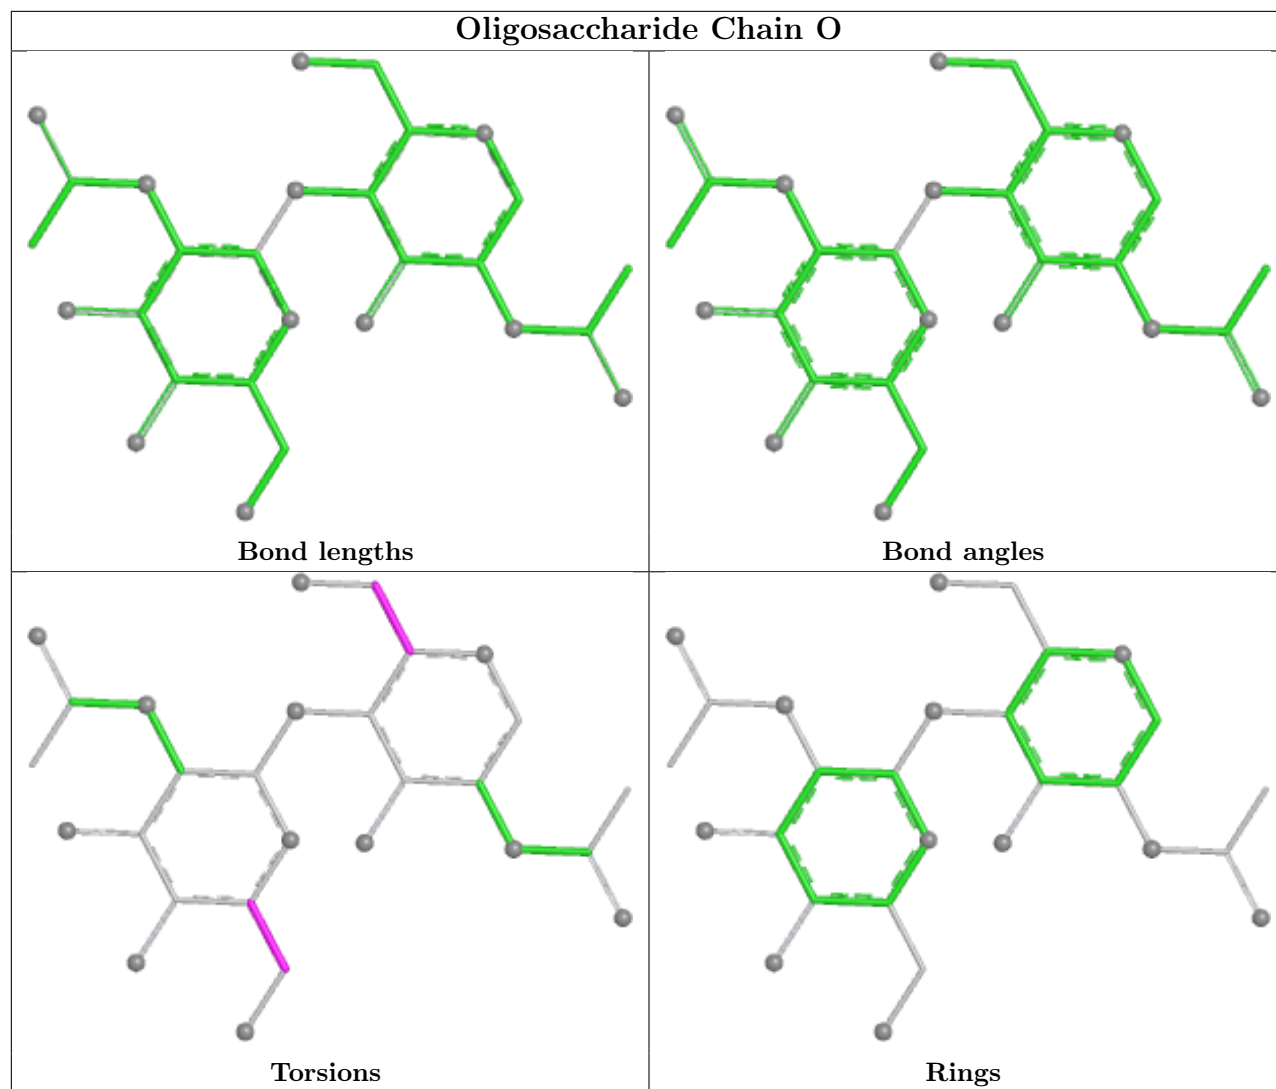 Oligosaccharide Chain O
Bond lengths
Bond angles
Torsions
Rings